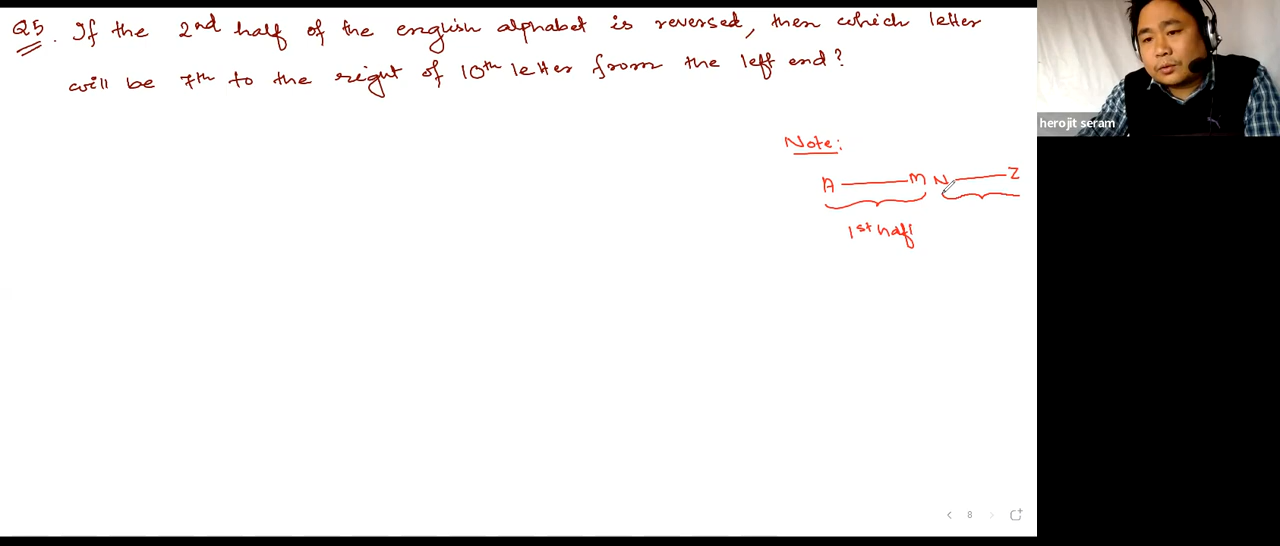 Q5. If the 2nd half of the english alphabet is reversed, then which letter
will be 7th to the right of 10th letter from the left end?
herojit seram
Note:
A M N Z
1st half
8